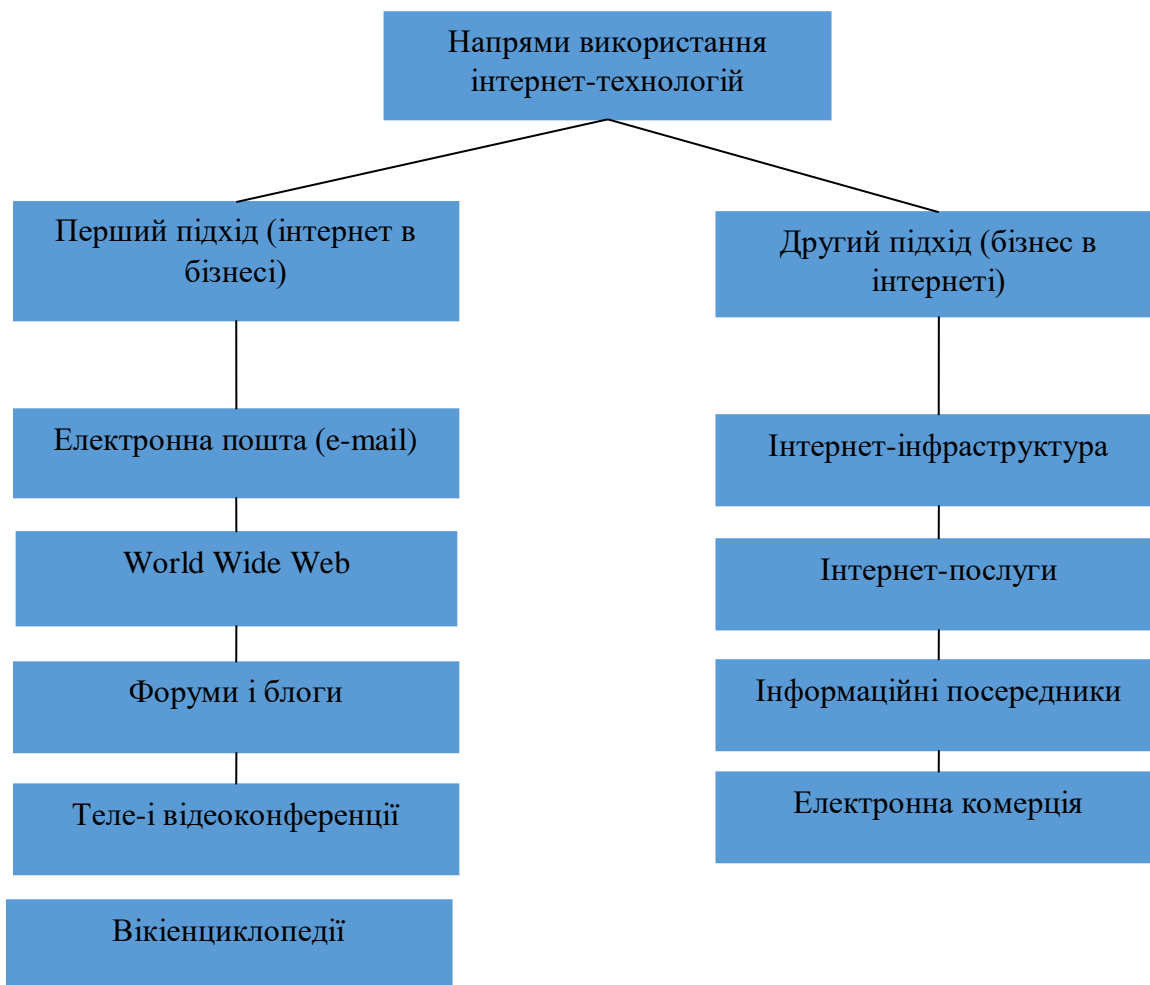 Напрями використання
інтернет-технологій
Перший підхід (інтернет в
бізнесі)
Електронна пошта (e-mail)
World Wide Web
Форуми і блоги
Теле-і відеоконференції
Вікіенциклопедії
Другий підхід (бізнес в
інтернеті)
Інтернет-інфраструктура
Інтернет-послуги
Інформаційні посередники
Електронна комерція